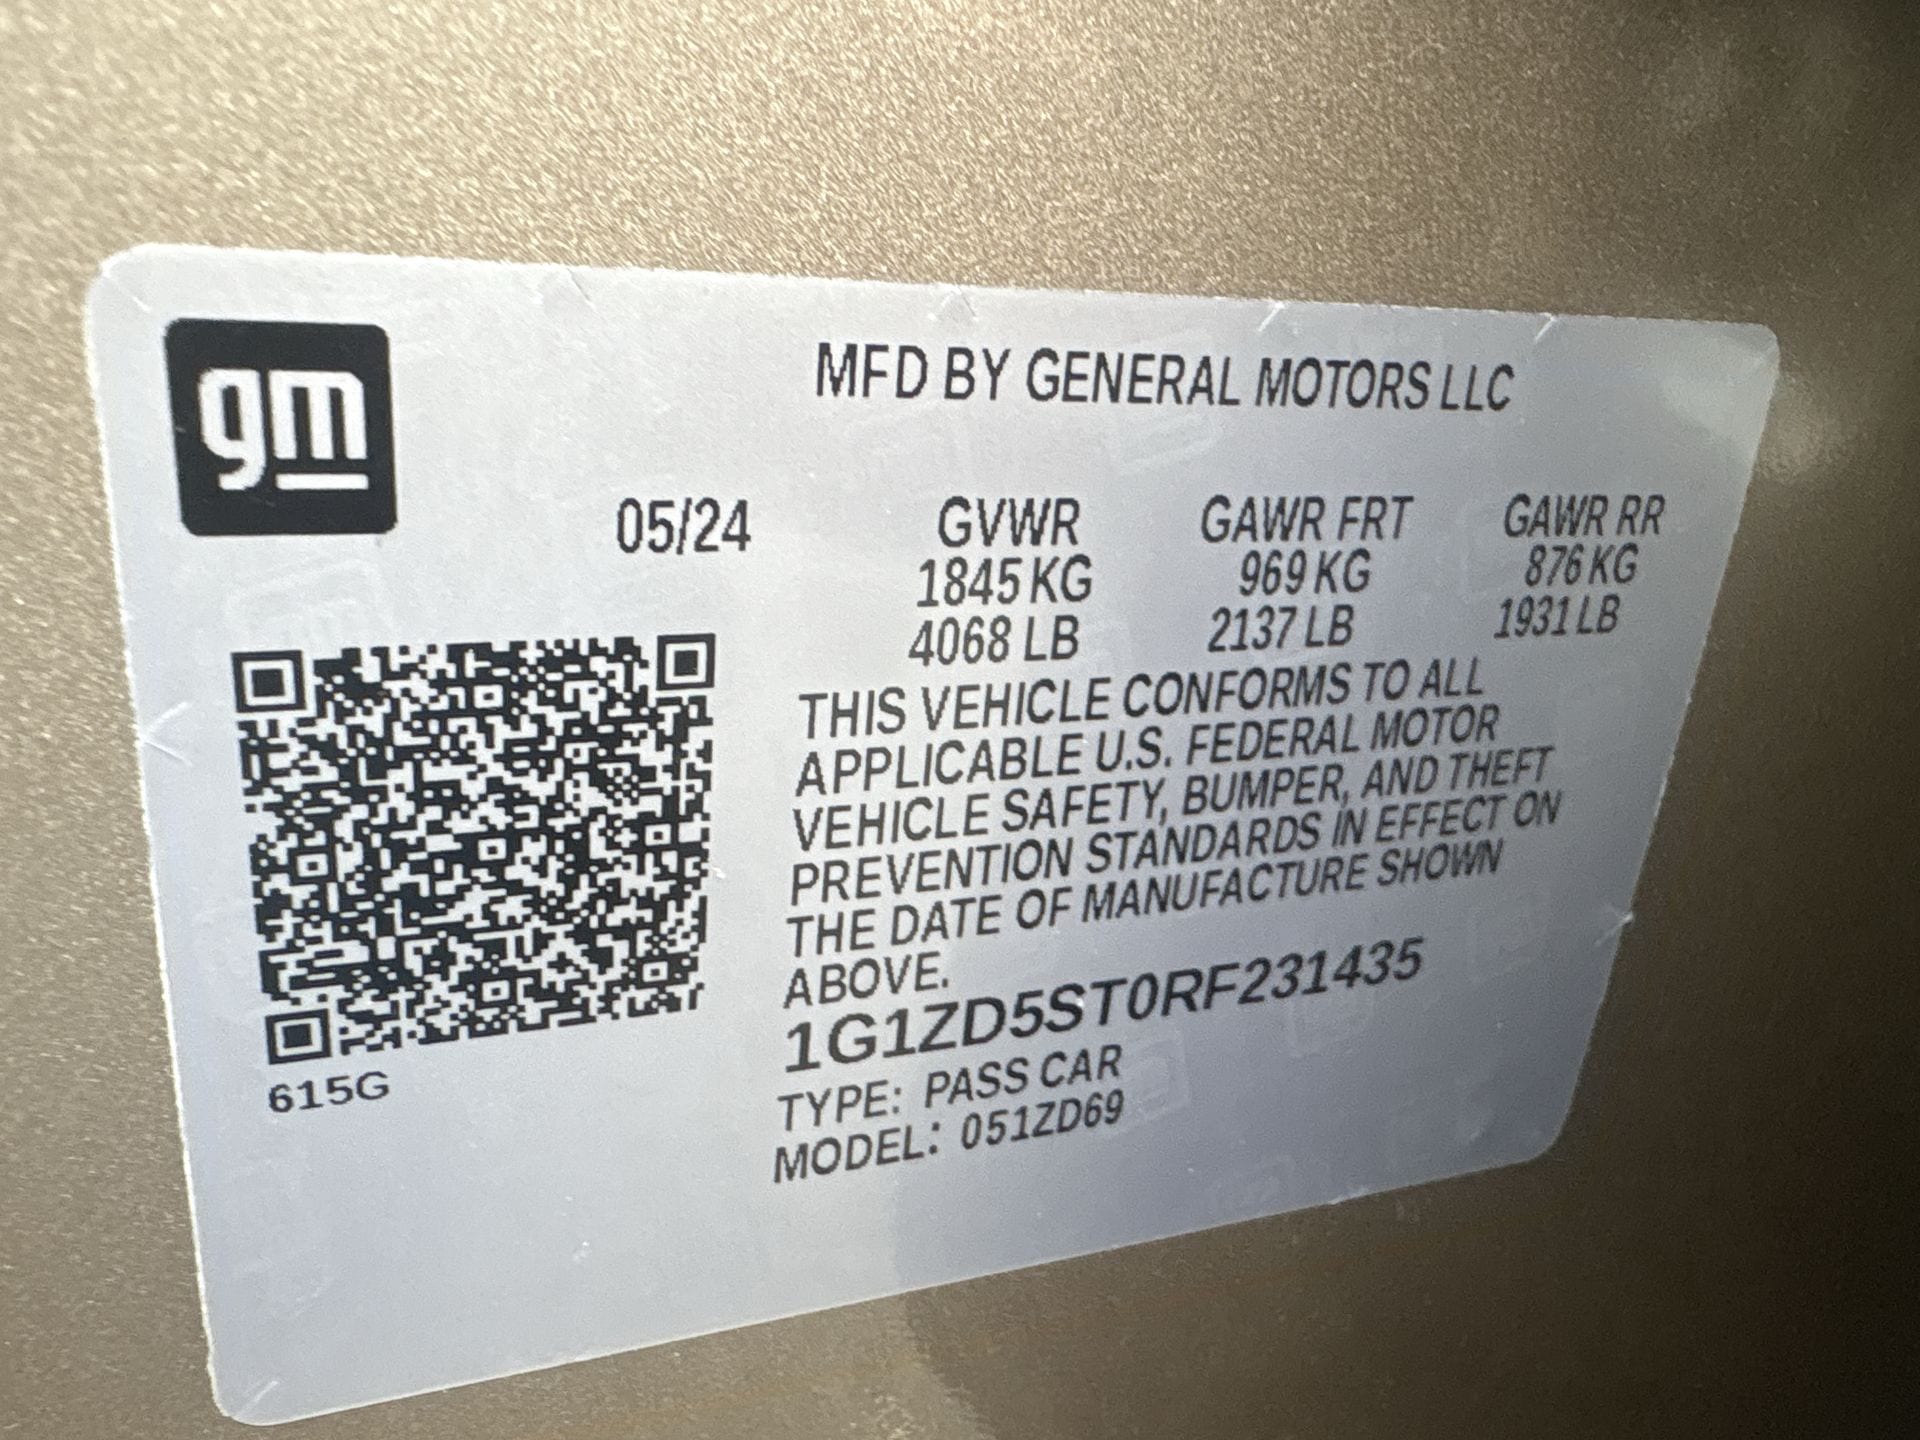 gm
MFD BY GENERAL MOTORS LLC
05/24 GVWR GAWR FRT GAWR RR
1845 KG 969 KG 876 KG
4068 LB 2137 LB 1931 LB
THIS VEHICLE CONFORMS TO ALL
APPLICABLE U.S. FEDERAL MOTOR
VEHICLE SAFETY, BUMPER, AND THEFT
PREVENTION STANDARDS IN EFFECT ON
THE DATE OF MANUFACTURE SHOWN
ABOVE.
1G1ZD5ST0RF231435
TYPE: PASS CAR
MODEL: 051ZD69
615G